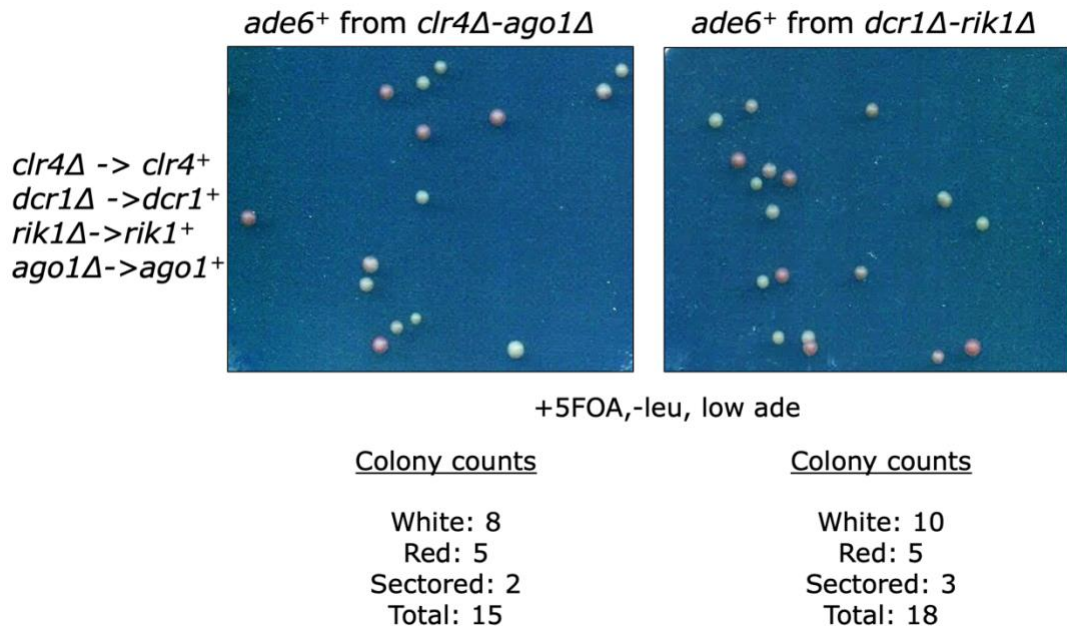 ade6⁺ from clr4Δ-ago1Δ
ade6⁺ from dcr1Δ-rik1Δ
clr4Δ -> clr4⁺
dcr1Δ ->dcr1⁺
rik1Δ->rik1⁺
ago1Δ->ago1⁺
+5FOA,-leu, low ade
Colony counts
White: 8
Red: 5
Sectored: 2
Total: 15
Colony counts
White: 10
Red: 5
Sectored: 3
Total: 18